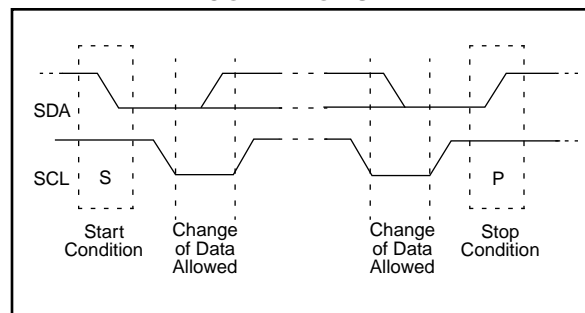 SDA
SCL
S
P
Start
Condition
Change
of Data
Allowed
Change
of Data
Allowed
Stop
Condition